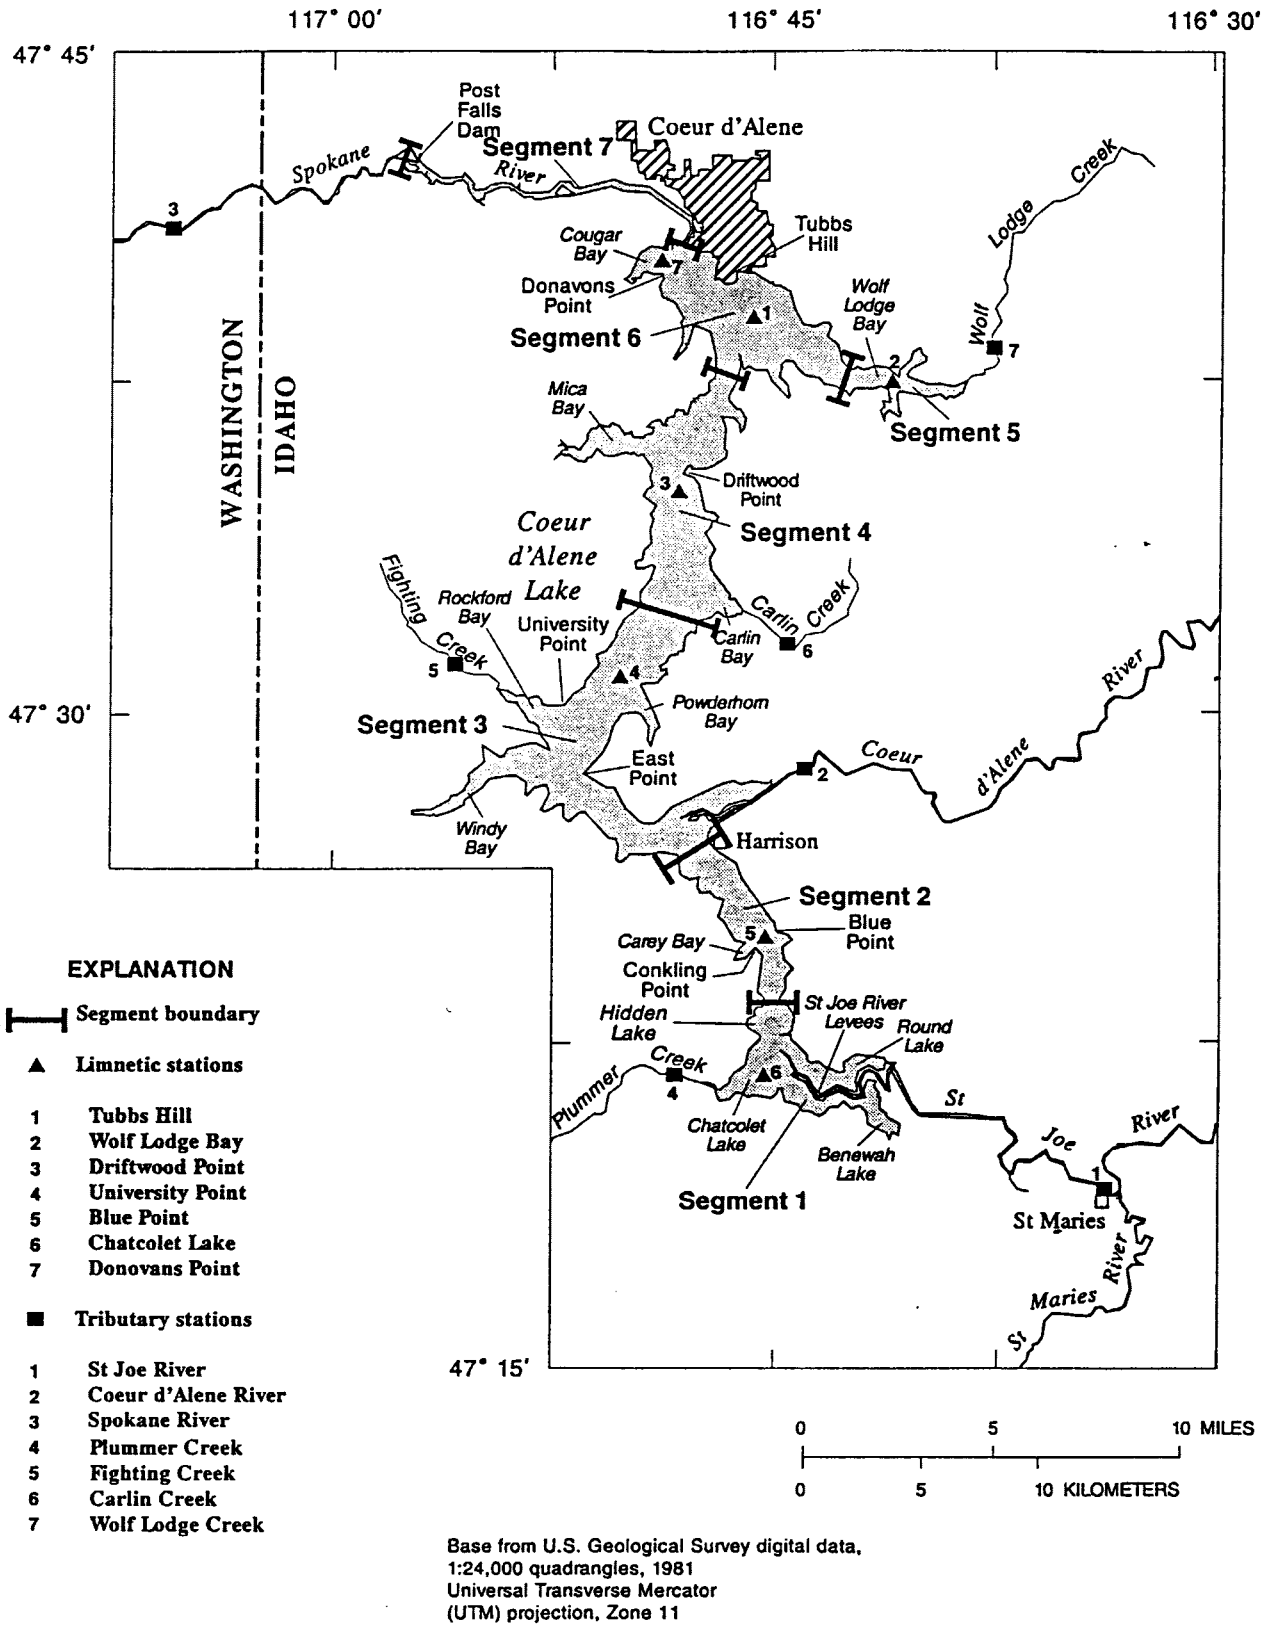 117° 00'
116° 45'
116° 30'
47° 45'
Post
Falls
Dam
Coeur d'Alene
Segment 7
Spokane
River
Creek
Lodge
3
Tubbs
Hill
Cougar
Bay
7
Donavons
Point
Wolf
Lodge
Bay
Wolf
1
Segment 6
7
2
WASHINGTON
IDAHO
Mica
Bay
Segment 5
3
Driftwood
Point
Coeur
d'Alene
Lake
Segment 4
Fighting
Creek
Rockford
Bay
University
Point
Carlin
Creek
Carlin
Bay
6
5
4
River
47° 30'
Powderhorn
Bay
Segment 3
East
Point
Coeur
d'Alene
2
Windy
Bay
Harrison
Segment 2
Blue
Point
5
Carey Bay
Conkling
Point
EXPLANATION
Segment boundary
Hidden
Lake
St Joe River
Levees
Round
Lake
Limnetic stations
Creek
Plummer
4
6
St
Joe
River
1 Tubbs Hill
2 Wolf Lodge Bay
3 Driftwood Point
4 University Point
5 Blue Point
6 Chatcolet Lake
7 Donovans Point
Chatcolet
Lake
Benewah
Lake
Segment 1
1
St Maries
River
Maries
St
Tributary stations
47° 15'
1 St Joe River
2 Coeur d'Alene River
3 Spokane River
4 Plummer Creek
5 Fighting Creek
6 Carlin Creek
7 Wolf Lodge Creek
0 5 10 MILES
0 5 10 KILOMETERS
Base from U.S. Geological Survey digital data,
1:24,000 quadrangles, 1981
Universal Transverse Mercator
(UTM) projection, Zone 11